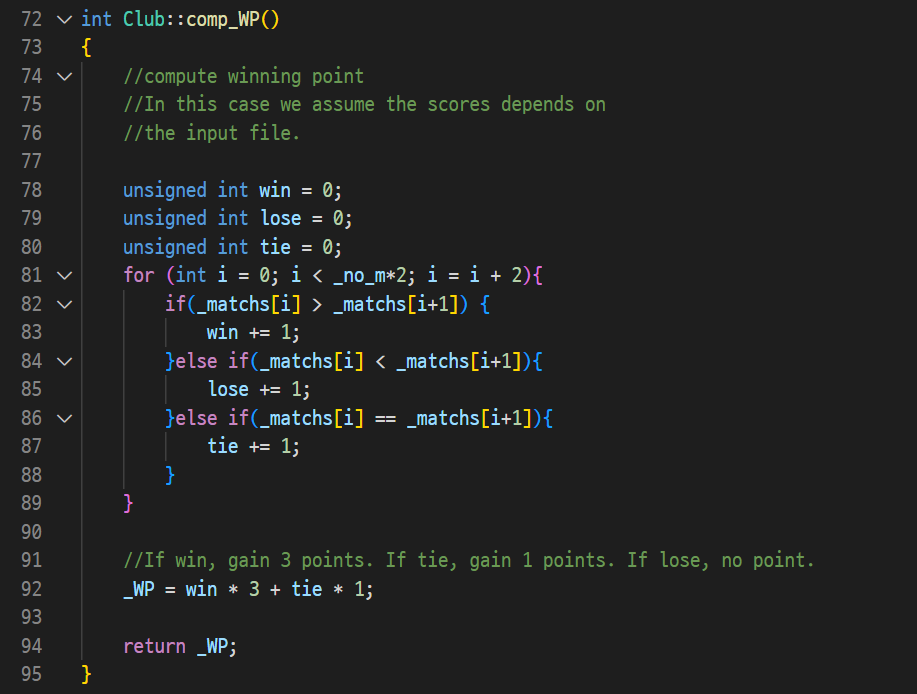 72 int Club::comp_WP()
73 {
74 //compute winning point
75 //In this case we assume the scores depends on
76 //the input file.
77
78 unsigned int win = 0;
79 unsigned int lose = 0;
80 unsigned int tie = 0;
81 for (int i = 0; i < _no_m*2; i = i + 2){
82 if(_matchs[i] > _matchs[i+1]) {
83 win += 1;
84 }else if(_matchs[i] < _matchs[i+1]){
85 lose += 1;
86 }else if(_matchs[i] == _matchs[i+1]){
87 tie += 1;
88 }
89 }
90
91 //If win, gain 3 points. If tie, gain 1 points. If lose, no point.
92 _WP = win * 3 + tie * 1;
93
94 return _WP;
95 }